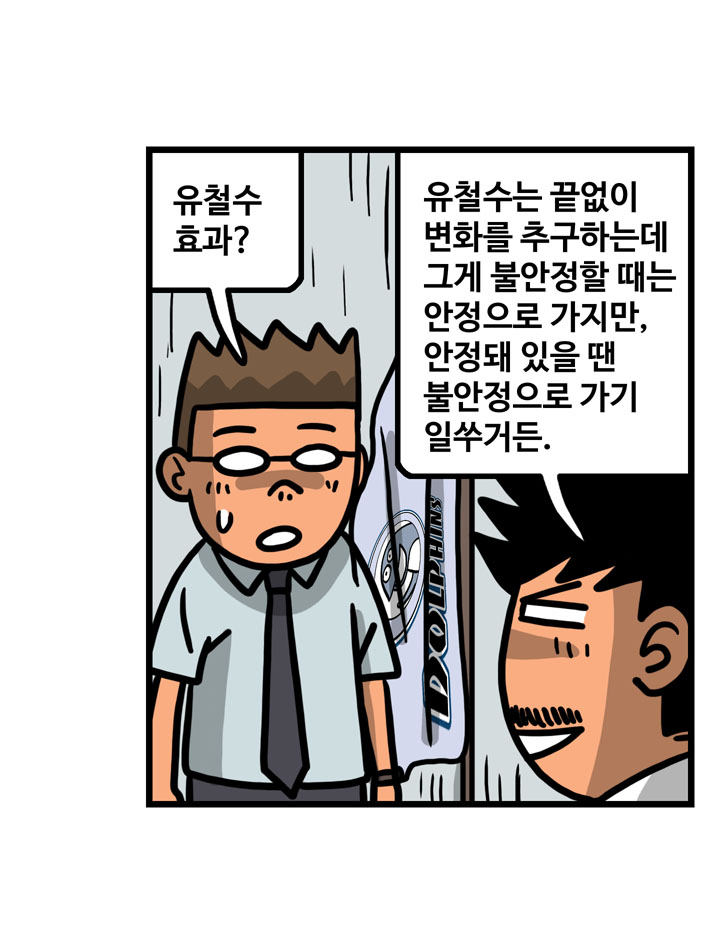 유철수
효과?
유철수는 끝없이
변화를 추구하는데
그게 불안정할 때는
안정으로 가지만,
안정돼 있을 땐
불안정으로 가기
일쑤거든.
DOLPHINS